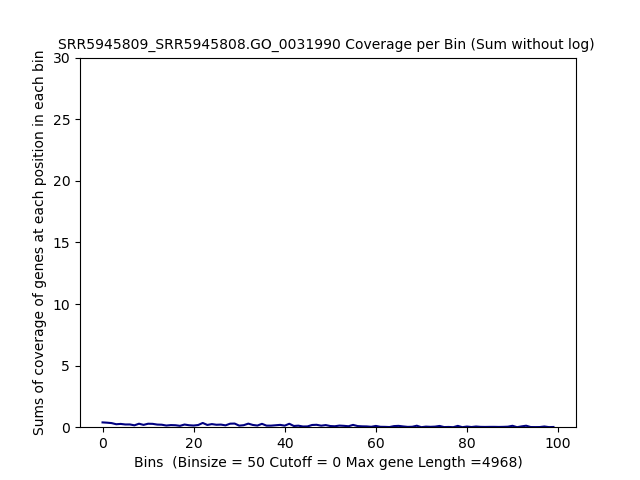 SRR5945809_SRR5945808.GO_0031990 Coverage per Bin (Sum without log)
Sums of coverage of genes at each position in each bin
30
25
20
15
10
5
0
0 20 40 60 80 100
Bins  (Binsize = 50 Cutoff = 0 Max gene Length =4968)